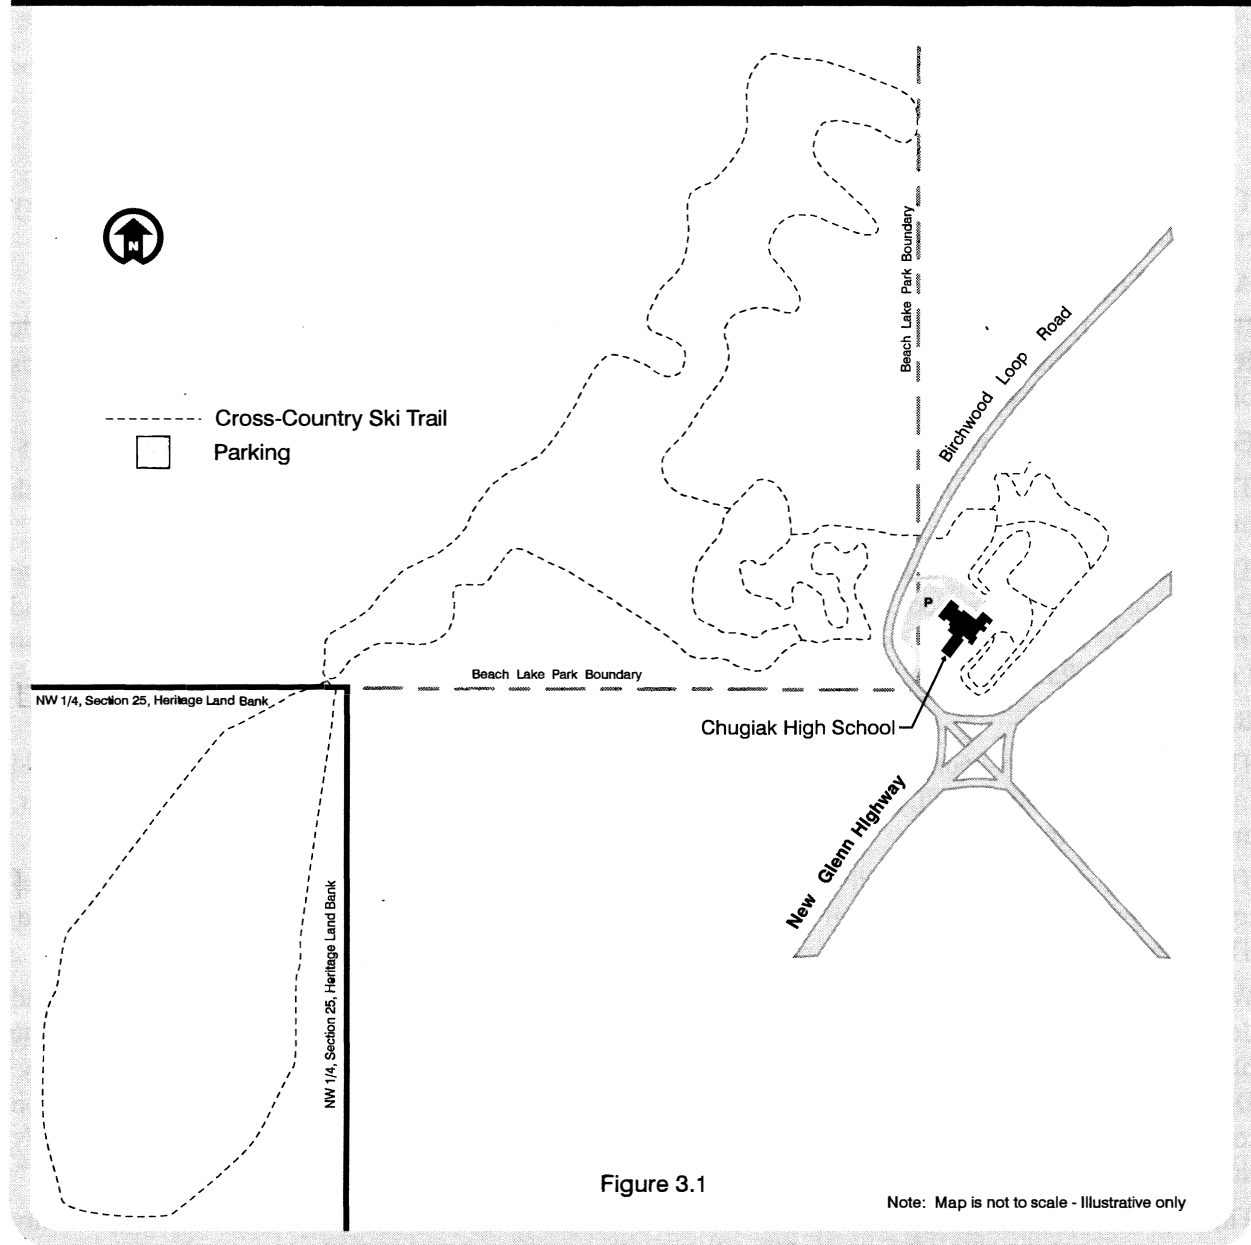 N
Beach Lake Park Boundary
Birchwood Loop Road
Cross-Country Ski Trail
Parking
P
Beach Lake Park Boundary
NW 1/4, Section 25, Heritage Land Bank
Chugiak High School
New Glenn Highway
NW 1/4, Section 25, Heritage Land Bank
Figure 3.1
Note: Map is not to scale - Illustrative only